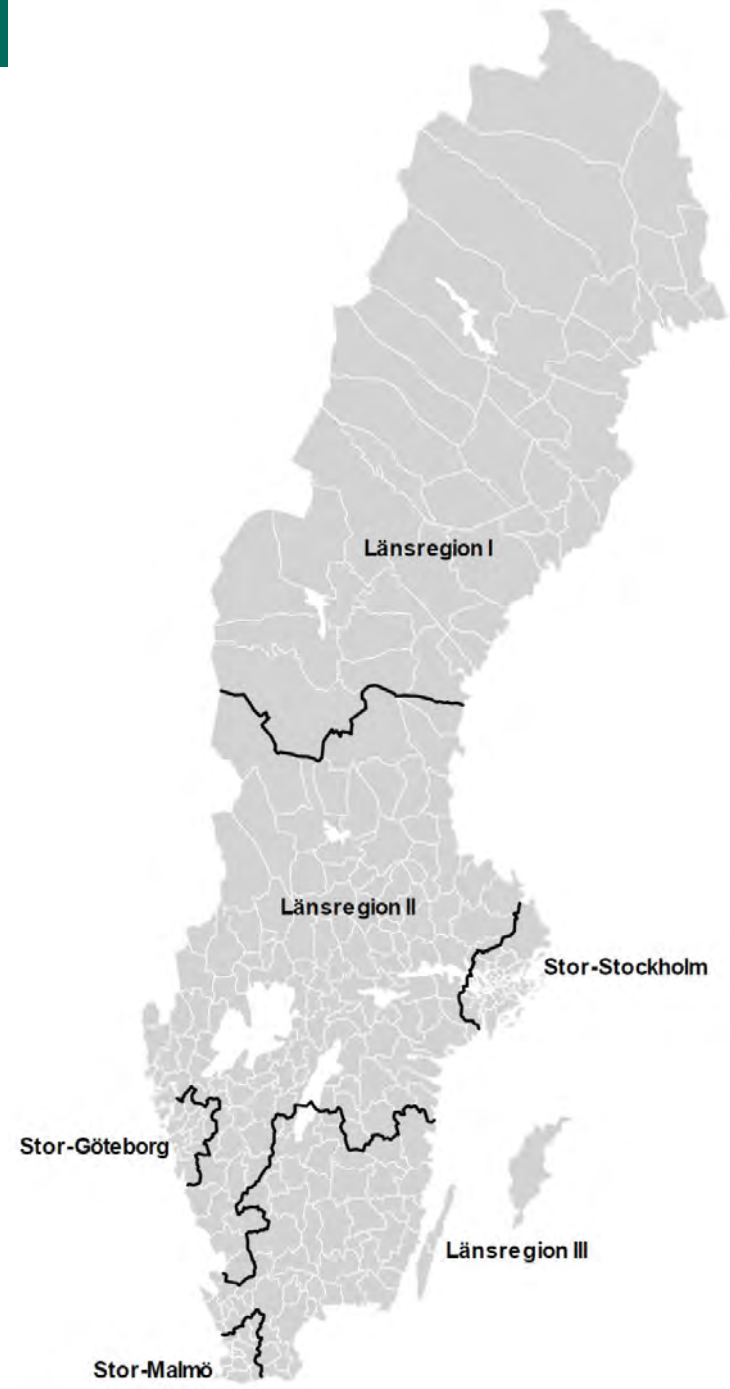 Länsregion I
Länsregion II
Stor-Stockholm
Stor-Göteborg
Länsregion III
Stor-Malmö